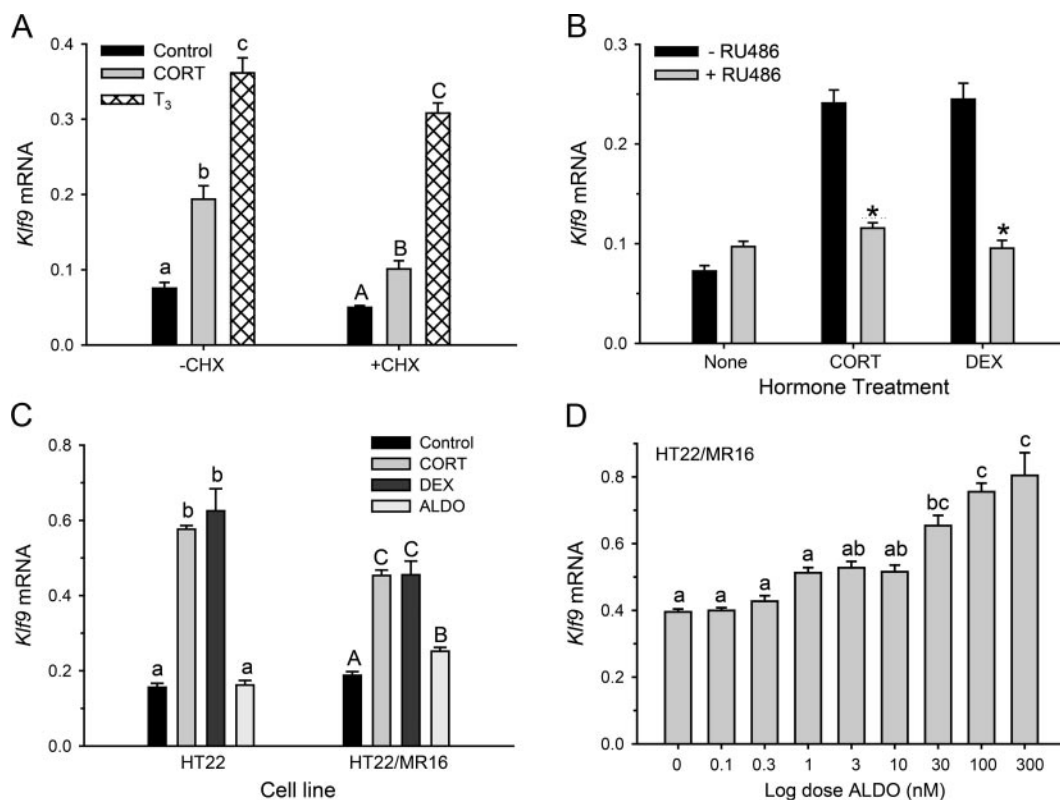 A
Klf9 mRNA
0.4
0.3
0.2
0.1
0.0
Control
CORT
T3
a
b
c
A
B
C
-CHX
+CHX
B
Klf9 mRNA
0.3
0.2
0.1
0.0
- RU486
+ RU486
*
*
None
CORT
DEX
Hormone Treatment
C
Klf9 mRNA
0.8
0.6
0.4
0.2
0.0
Control
CORT
DEX
ALDO
a
b
b
a
A
C
C
B
HT22
HT22/MR16
Cell line
D
HT22/MR16
Klf9 mRNA
0.8
0.6
0.4
0.2
0.0
a
a
a
a
ab
ab
bc
c
c
0 0.1 0.3 1 3 10 30 100 300
Log dose ALDO (nM)